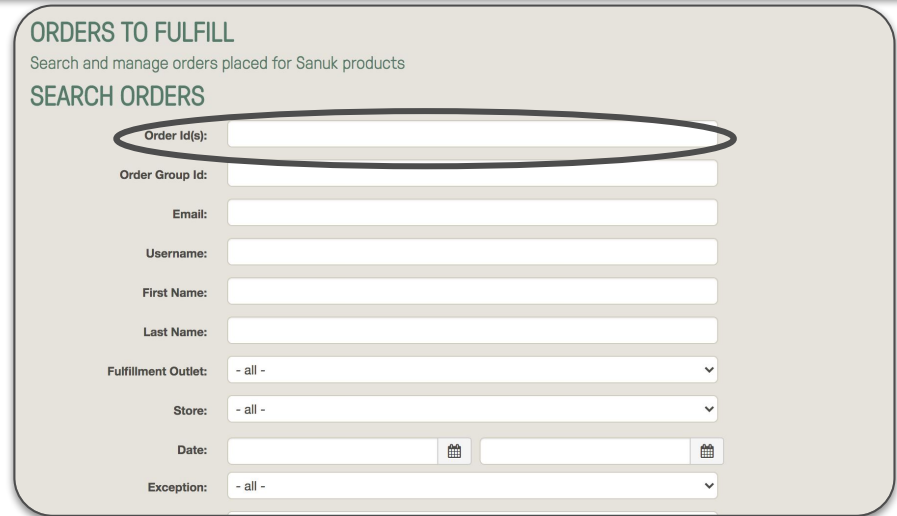 ORDERS TO FULFILL
Search and manage orders placed for Sanuk products
SEARCH ORDERS
Order Id(s):
Order Group Id:
Email:
Username:
First Name:
Last Name:
Fulfillment Outlet: - all -
Store: - all -
Date:
Exception: - all -